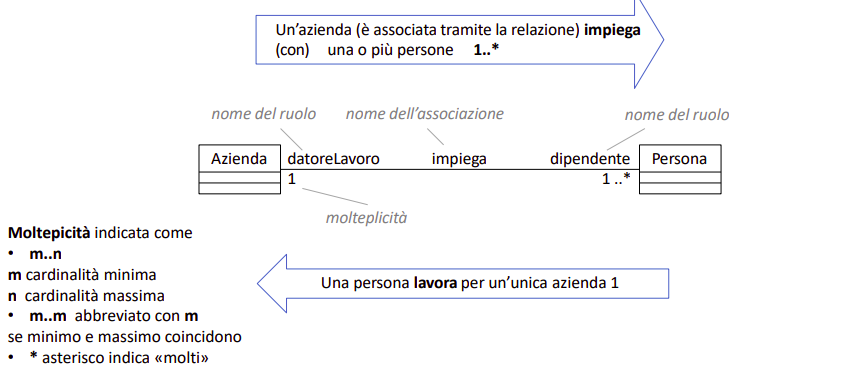 Un’azienda (è associata tramite la relazione) impiega
(con) una o più persone 1..*
nome del ruolo
nome dell’associazione
nome del ruolo
Azienda
datoreLavoro
impiega
dipendente
Persona
1
1 ..*
molteplicità
Moltepicità indicata come
• m..n
m cardinalità minima
n cardinalità massima
• m..m abbreviato con m
se minimo e massimo coincidono
• * asterisco indica «molti»
Una persona lavora per un’unica azienda 1